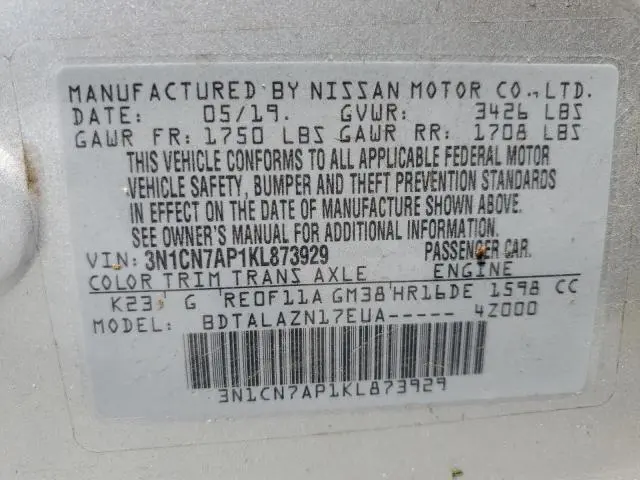 MANUFACTURED BY NISSAN MOTOR CO., LTD.
DATE: 05/19. GVWR: 3426 LBS
GAWR FR: 1750 LBS GAWR RR: 1708 LBS
THIS VEHICLE CONFORMS TO ALL APPLICABLE FEDERAL MOTOR
VEHICLE SAFETY, BUMPER AND THEFT PREVENTION STANDARDS
IN EFFECT ON THE DATE OF MANUFACTURE SHOWN ABOVE.
SEE OWNER'S MANUAL FOR ADDITIONAL INFORMATION.
VIN: 3N1CN7AP1KL873929 PASSENGER CAR.
COLOR TRIM TRANS AXLE ENGINE
K23 G RE0F11A GM38 HR16DE 1598 CC
MODEL: BDTALAZN17EUA----- 4Z000
3N1CN7AP1KL873929